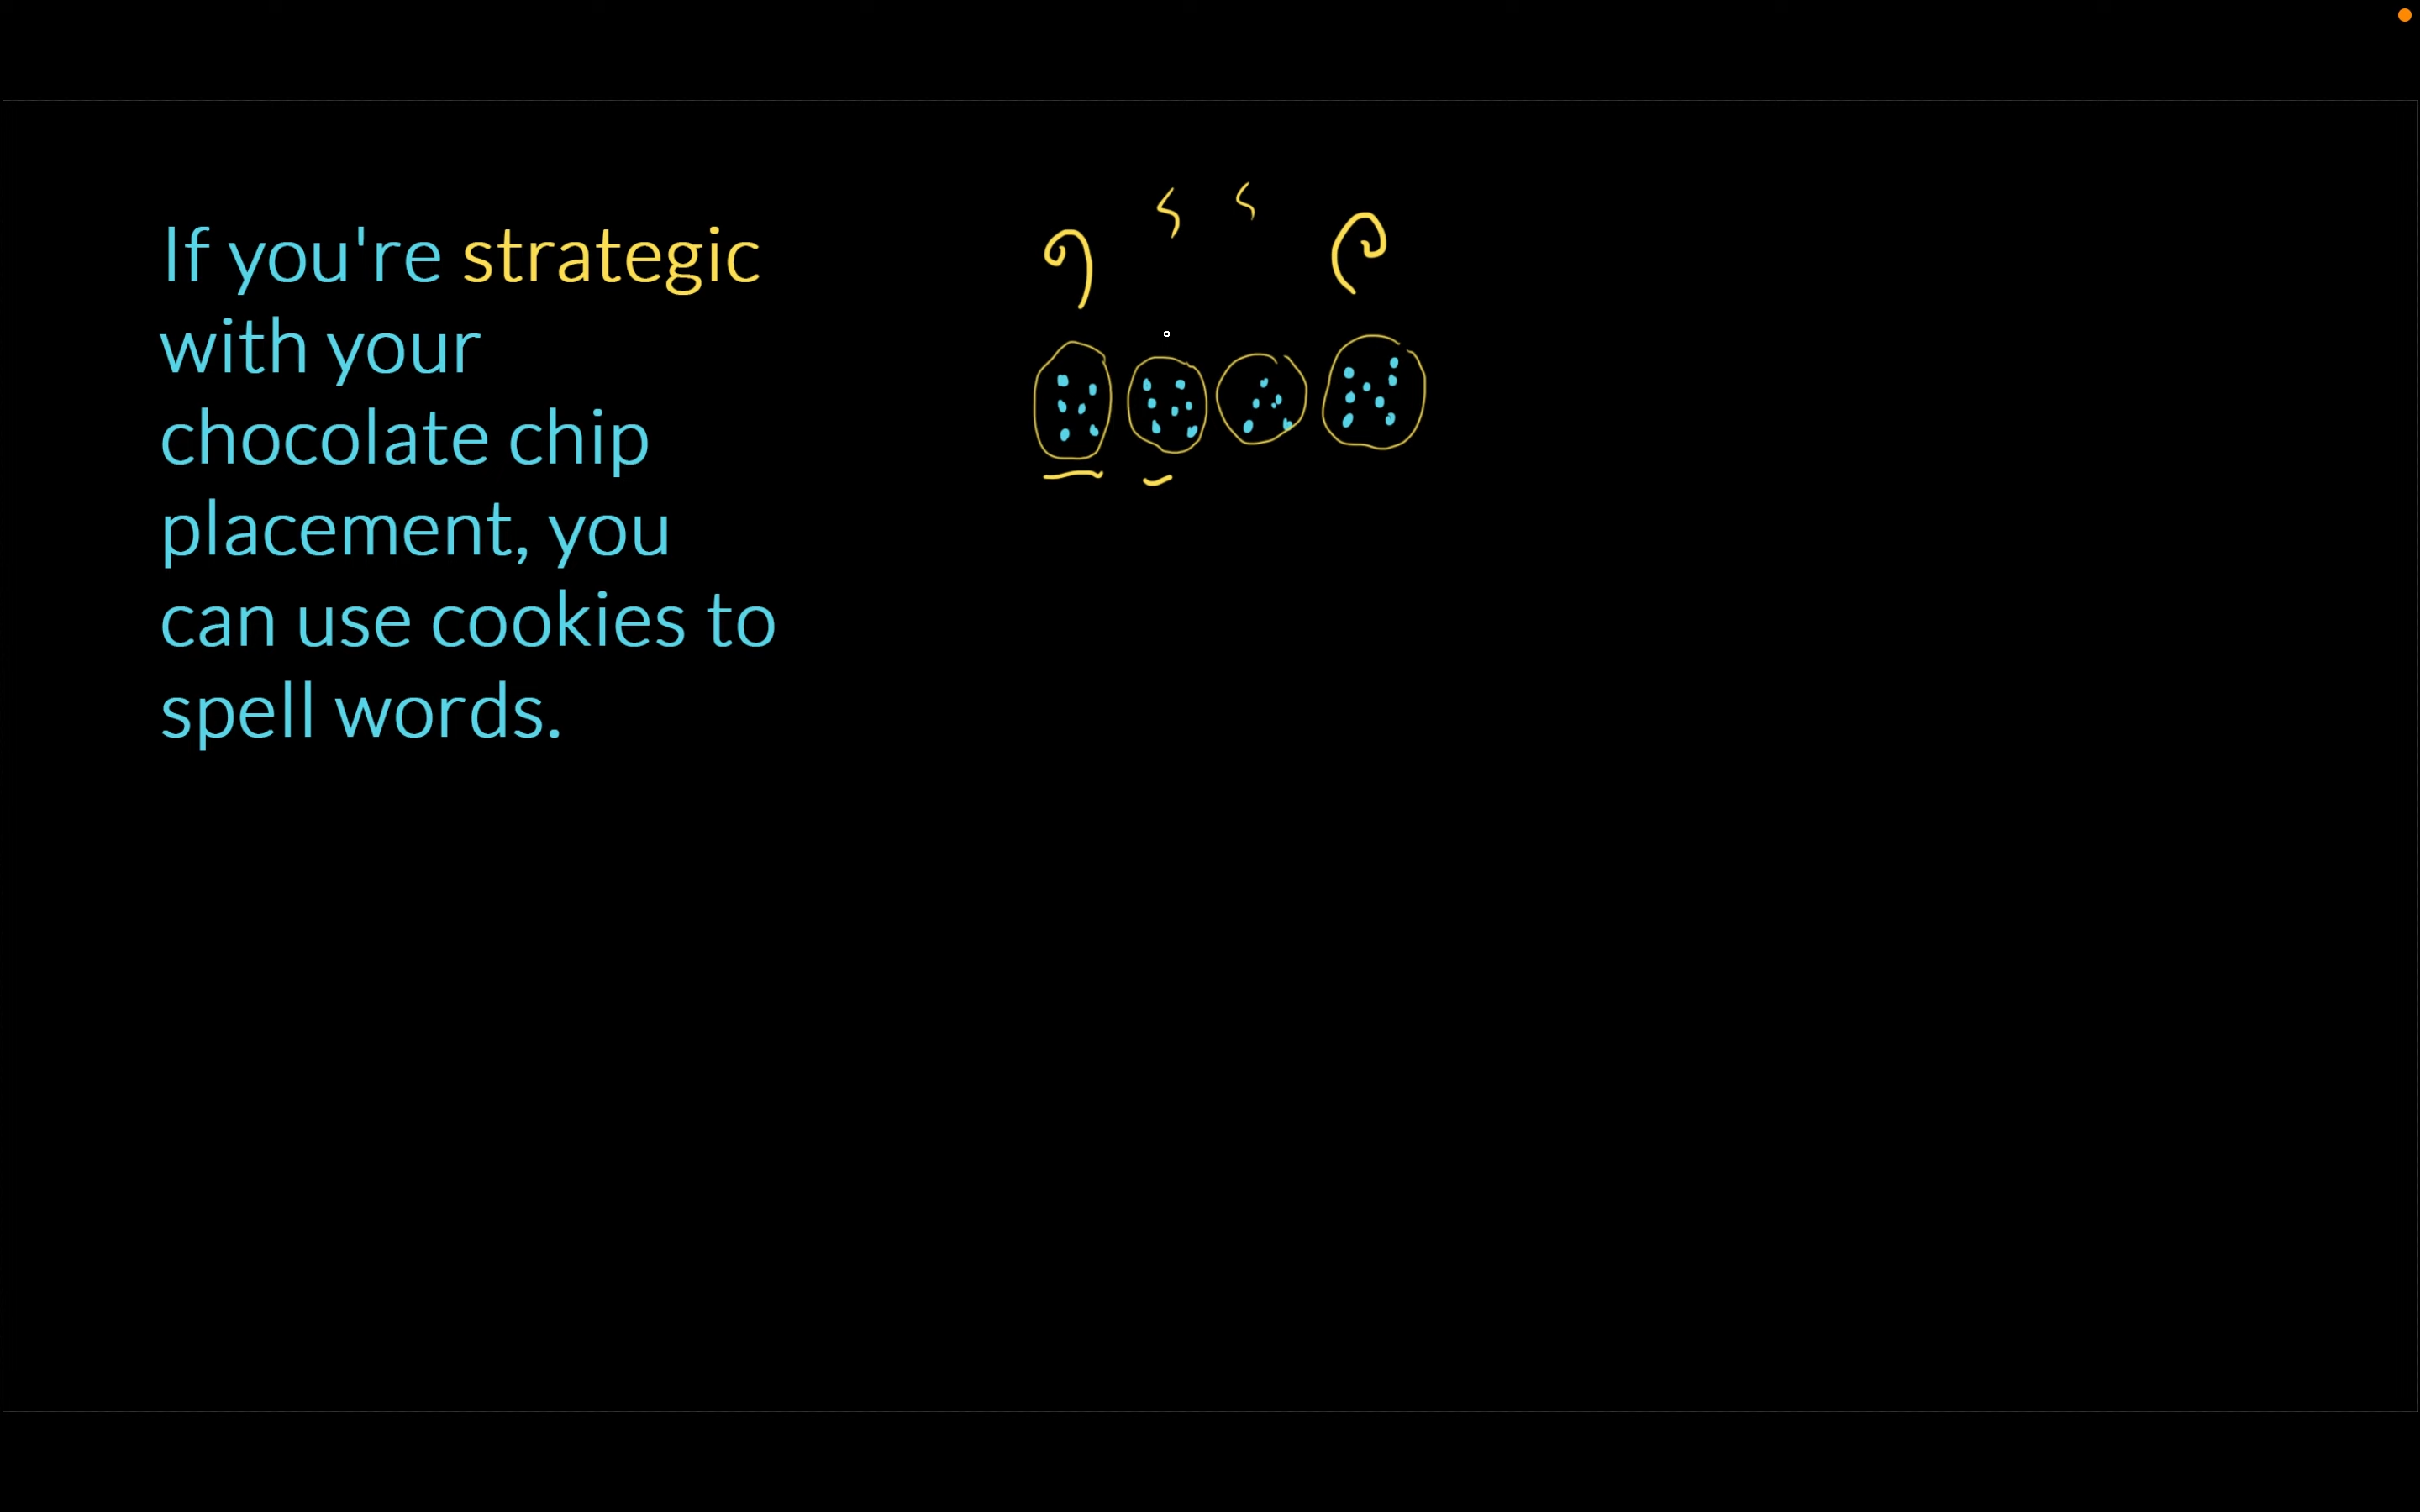 If you're strategic
with your
chocolate chip
placement, you
can use cookies to
spell words.